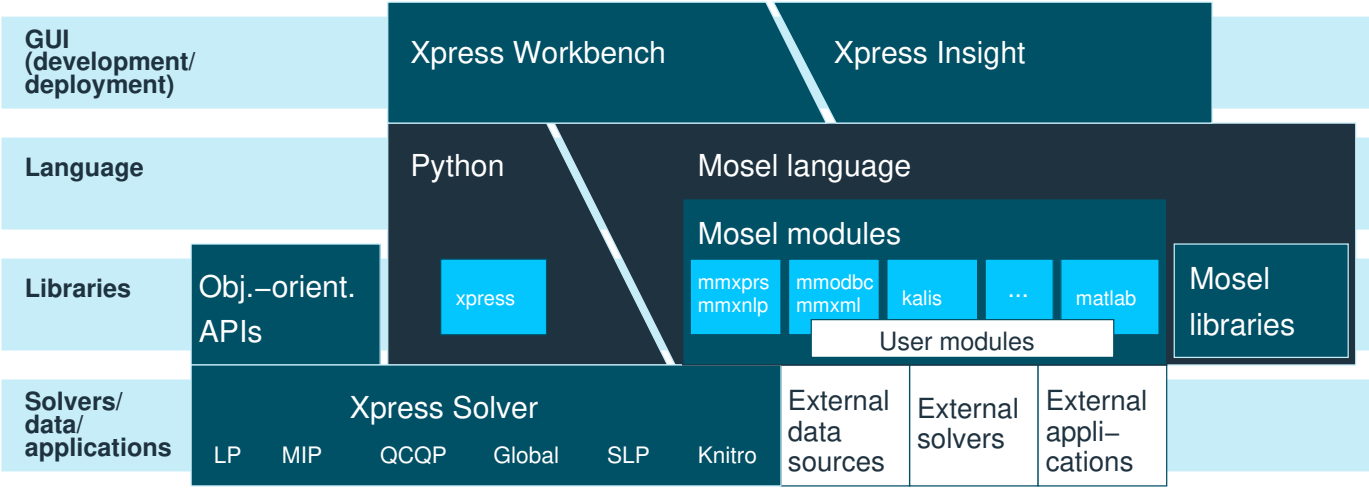 GUI
(development/
deployment)
Xpress Workbench
Xpress Insight
Language
Python
Mosel language
Mosel modules
Libraries
Obj.−orient.
APIs
xpress
mmxprs
mmxnlp
mmodbc
mmxml
kalis
...
matlab
User modules
Mosel
libraries
Solvers/
data/
applications
Xpress Solver
LP
MIP
QCQP
Global
SLP
Knitro
External
data
sources
External
solvers
External
appli−
cations